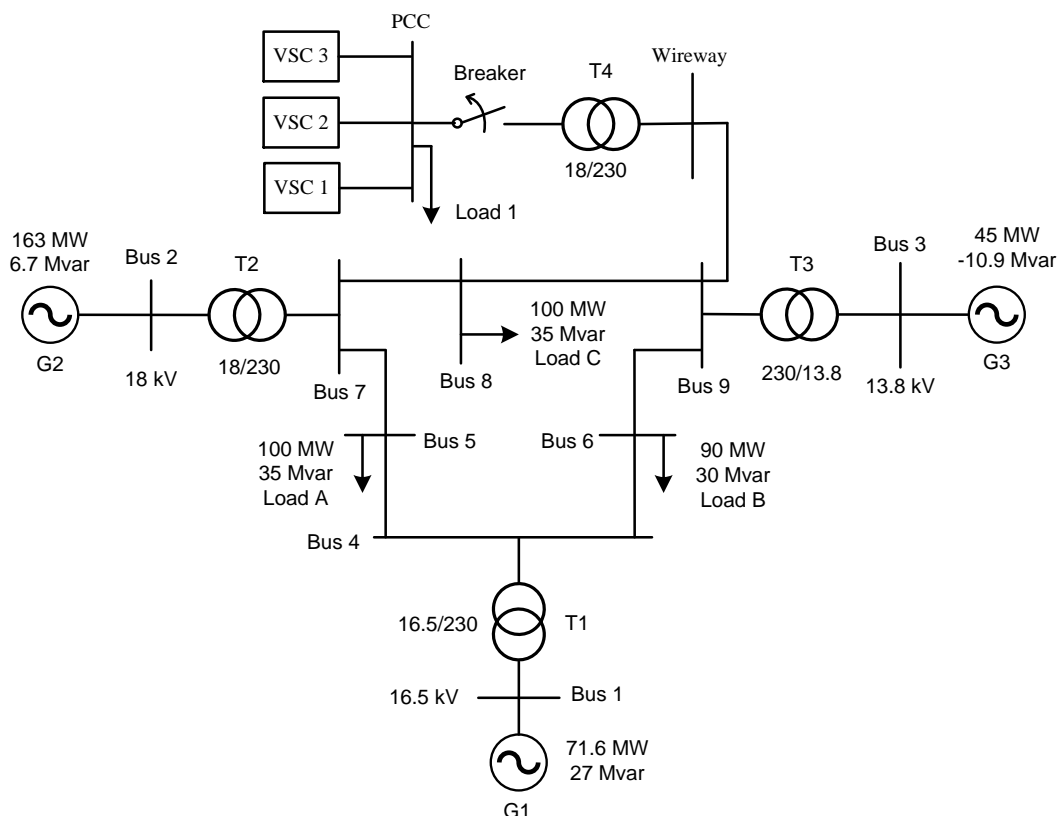 PCC
VSC 3
VSC 2
VSC 1
Breaker
T4
18/230
Wireway
Load 1
163 MW
6.7 Mvar
G2
Bus 2
18 kV
T2
18/230
Bus 7
100 MW
35 Mvar
Load C
Bus 8
Bus 9
T3
230/13.8
Bus 3
13.8 kV
45 MW
-10.9 Mvar
G3
100 MW
35 Mvar
Load A
Bus 5
Bus 6
90 MW
30 Mvar
Load B
Bus 4
16.5/230
T1
16.5 kV
Bus 1
71.6 MW
27 Mvar
G1